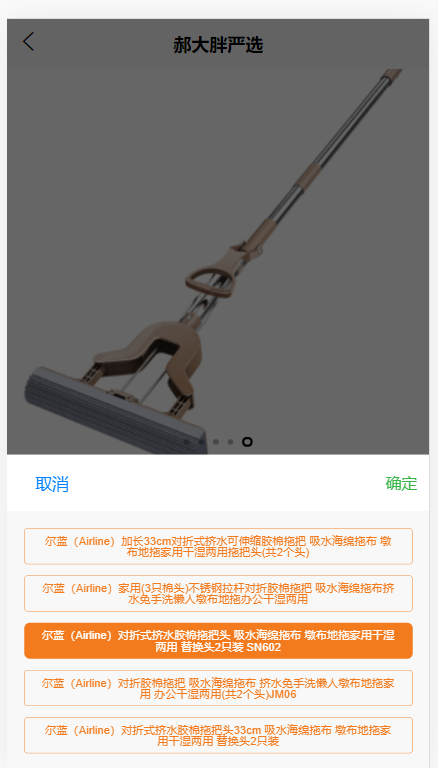 郝大胖严选
取消
确定
尔蓝（Airline）加长33cm对折式挤水可伸缩胶棉拖把 吸水海绵拖布 墩
布地拖家用干湿两用拖把头(共2个头)
尔蓝（Airline）家用(3只棉头)不锈钢拉杆对折胶棉拖把 吸水海绵拖布挤
水免手洗懒人墩布地拖办公干湿两用
尔蓝（Airline）对折式挤水胶棉拖把头 吸水海绵拖布 墩布地拖家用干湿
两用 替换头2只装 SN602
尔蓝（Airline）对折胶棉拖把 吸水海绵拖布 挤水免手洗懒人墩布地拖家
用 办公干湿两用(共2个头)JM06
尔蓝（Airline）对折式挤水胶棉拖把头33cm 吸水海绵拖布 墩布地拖家
用干湿两用 替换头2只装